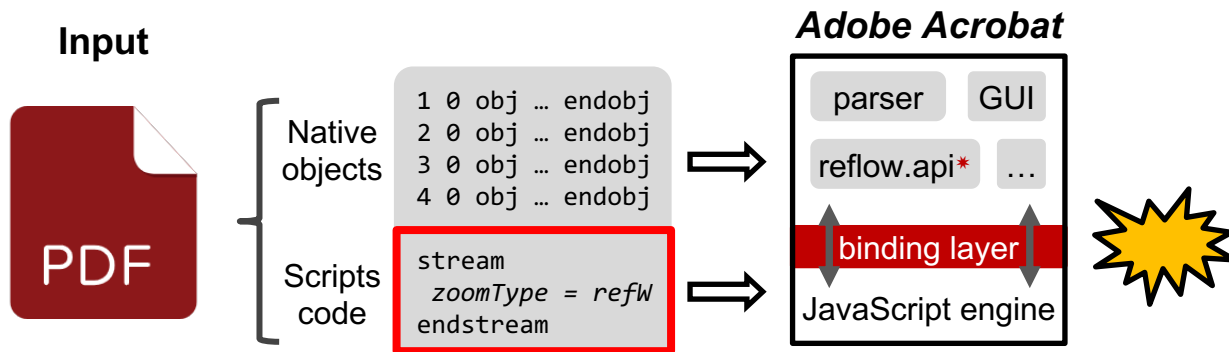 Input
PDF
Native
objects
1 0 obj … endobj
2 0 obj … endobj
3 0 obj … endobj
4 0 obj … endobj
Scripts
code
stream
zoomType = refW
endstream
Adobe Acrobat
parser
GUI
reflow.api*
…
binding layer
JavaScript engine